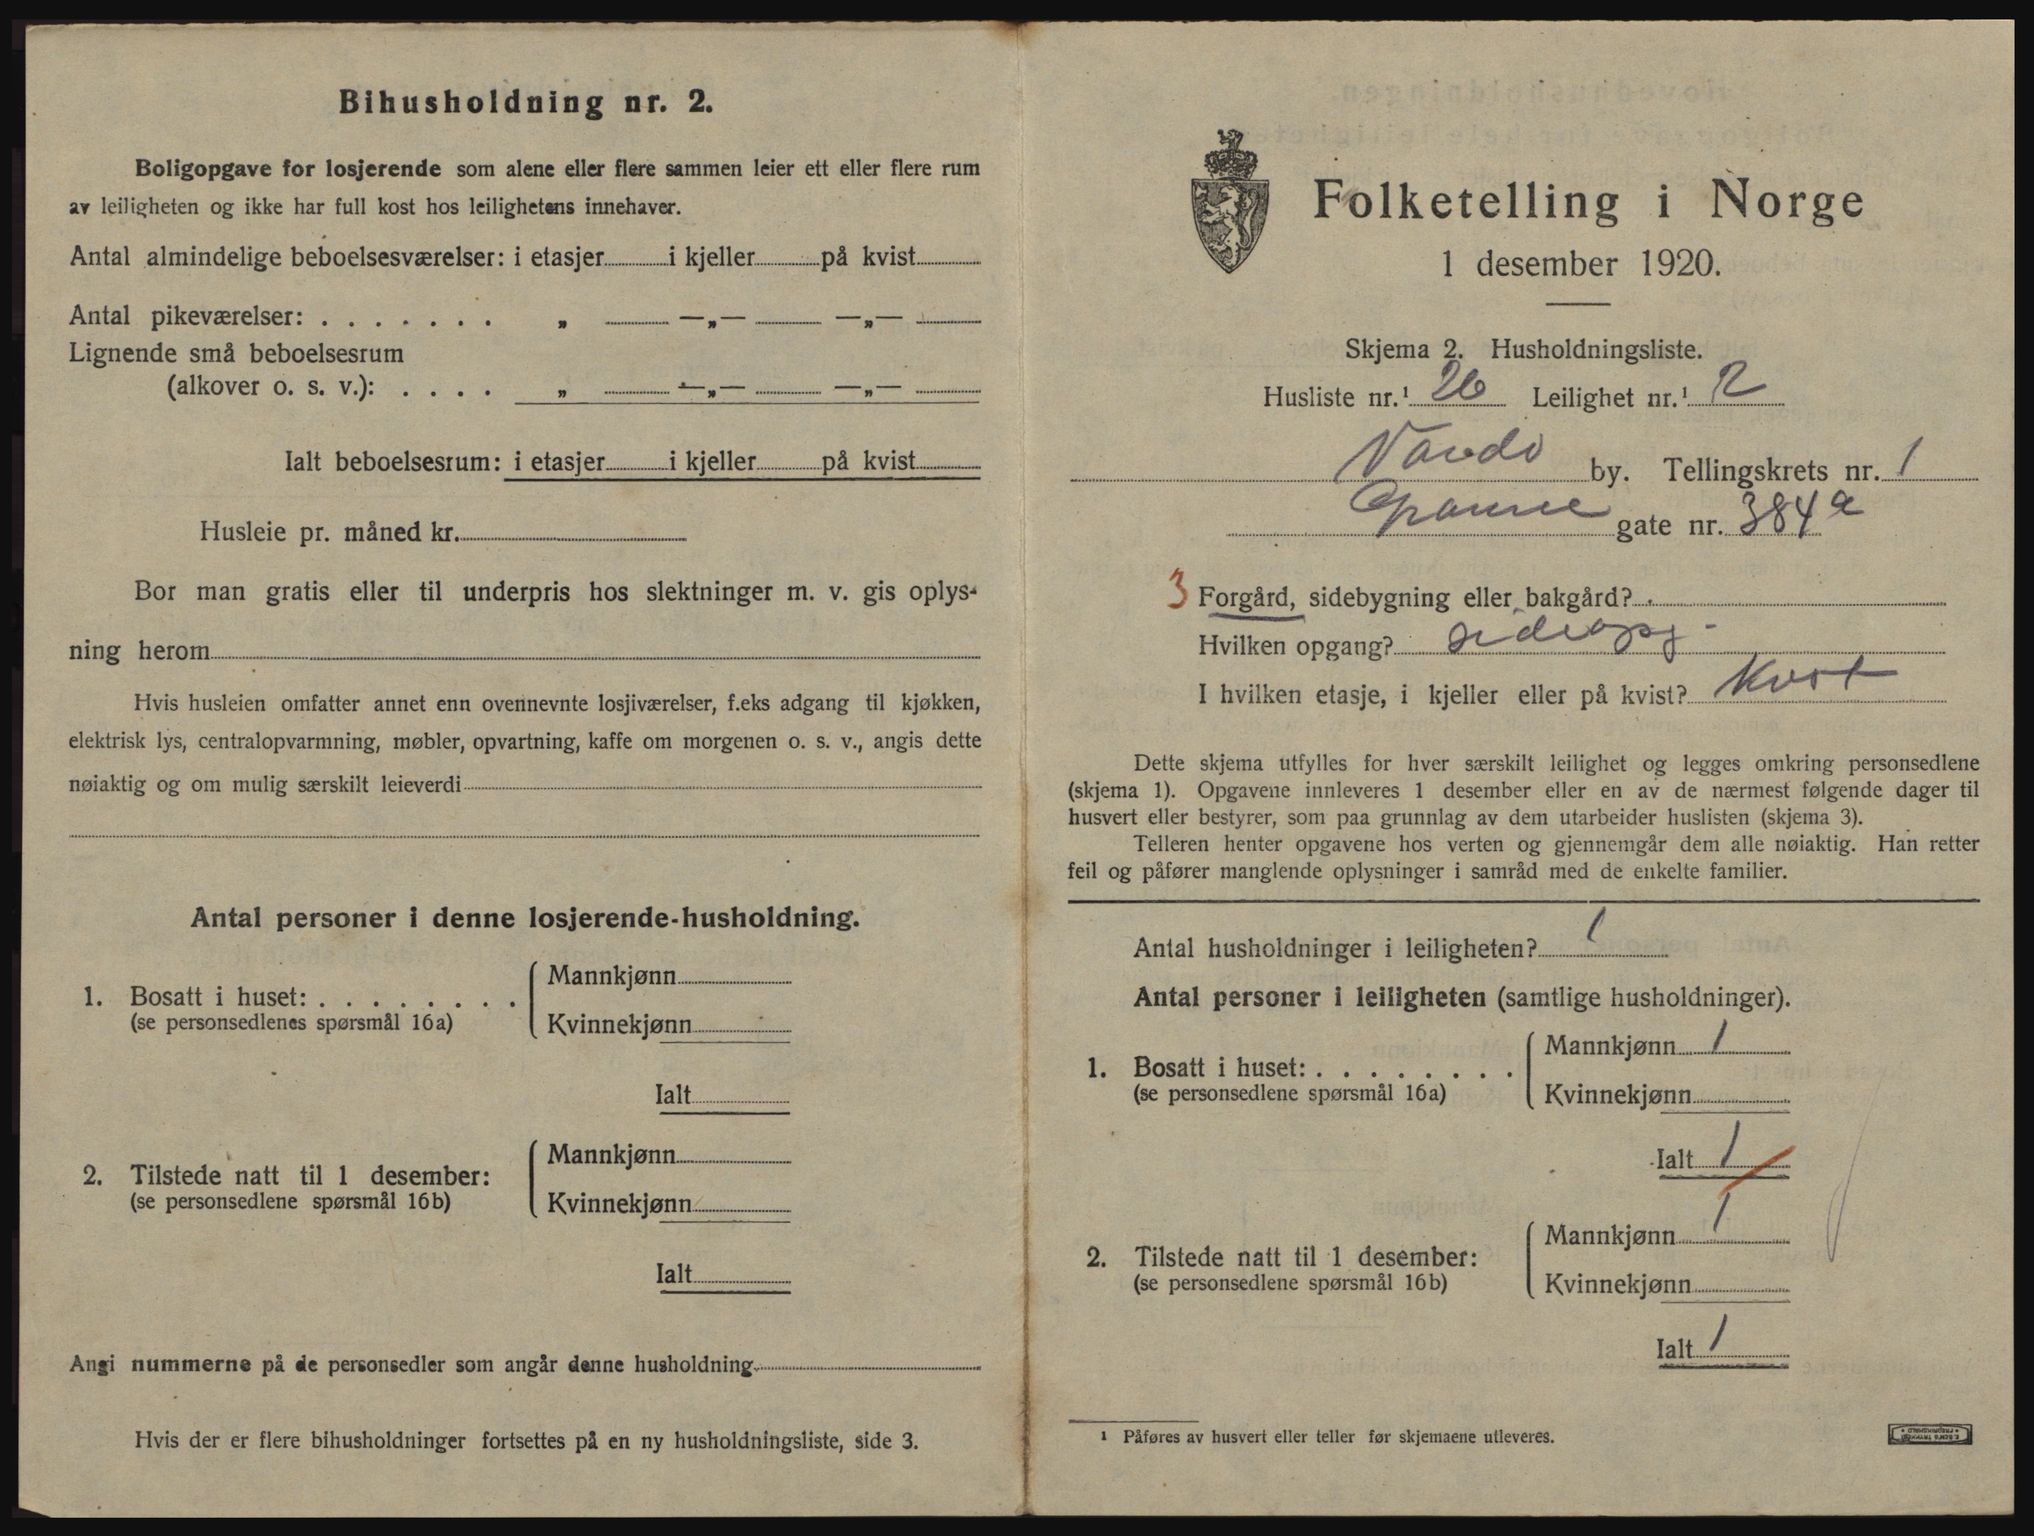 Bihusholdning nr. 2.
Boligopgave for losjerende som alene eller flere sammen leier ett eller flere rum
av leiligheten og ikke har full kost hos leilighetens innehaver.
Antal almindelige beboelsesværelser: i etasjer i kjeller på kvist
Antal pikeværelser: . . . . . . . „ —„— —„—
Lignende små beboelsesrum
(alkover o. s. v.): . . . . „ —„— —„—
Ialt beboelsesrum: i etasjer i kjeller på kvist
Husleie pr. måned kr.
Bor man gratis eller til underpris hos slektninger m. v. gis oplys-
ning herom
Hvis husleien omfatter annet enn ovennevnte losjiværelser, f.eks adgang til kjøkken,
elektrisk lys, centralopvarmning, møbler, opvartning, kaffe om morgenen o. s. v., angis dette
nøiaktig og om mulig særskilt leieverdi
Antal personer i denne losjerende-husholdning.
1. Bosatt i huset: . . . . . . . . Mannkjønn
(se personsedlenes spørsmål 16a) Kvinnekjønn
Ialt
2. Tilstede natt til 1 desember: Mannkjønn
(se personsedlene spørsmål 16b) Kvinnekjønn
Ialt
Angi nummerne på de personsedler som angår denne husholdning.
Hvis der er flere bihusholdninger fortsettes på en ny husholdningsliste, side 3.
Folketelling i Norge
1 desember 1920.
Skjema 2. Husholdningsliste.
Husliste nr.¹ 26 Leilighet nr.¹ 2
Vardö by. Tellingskrets nr. 1
gate nr. 384 a
3 Forgård, sidebygning eller bakgård?
Hvilken opgang? sideopg.
I hvilken etasje, i kjeller eller på kvist? Kvist
Dette skjema utfylles for hver særskilt leilighet og legges omkring personsedlene
(skjema 1). Opgavene innleveres 1 desember eller en av de nærmest følgende dager til
husvert eller bestyrer, som paa grunnlag av dem utarbeider huslisten (skjema 3).
Telleren henter opgavene hos verten og gjennemgår dem alle nøiaktig. Han retter
feil og påfører manglende oplysninger i samråd med de enkelte familier.
Antal husholdninger i leiligheten? 1
Antal personer i leiligheten (samtlige husholdninger).
1. Bosatt i huset: . . . . . . . . Mannkjønn 1
(se personsedlene spørsmål 16a) Kvinnekjønn
Ialt 1
2. Tilstede natt til 1 desember: Mannkjønn 1
(se personsedlene spørsmål 16b) Kvinnekjønn
Ialt 1
¹ Påføres av husvert eller teller før skjemaene utleveres.